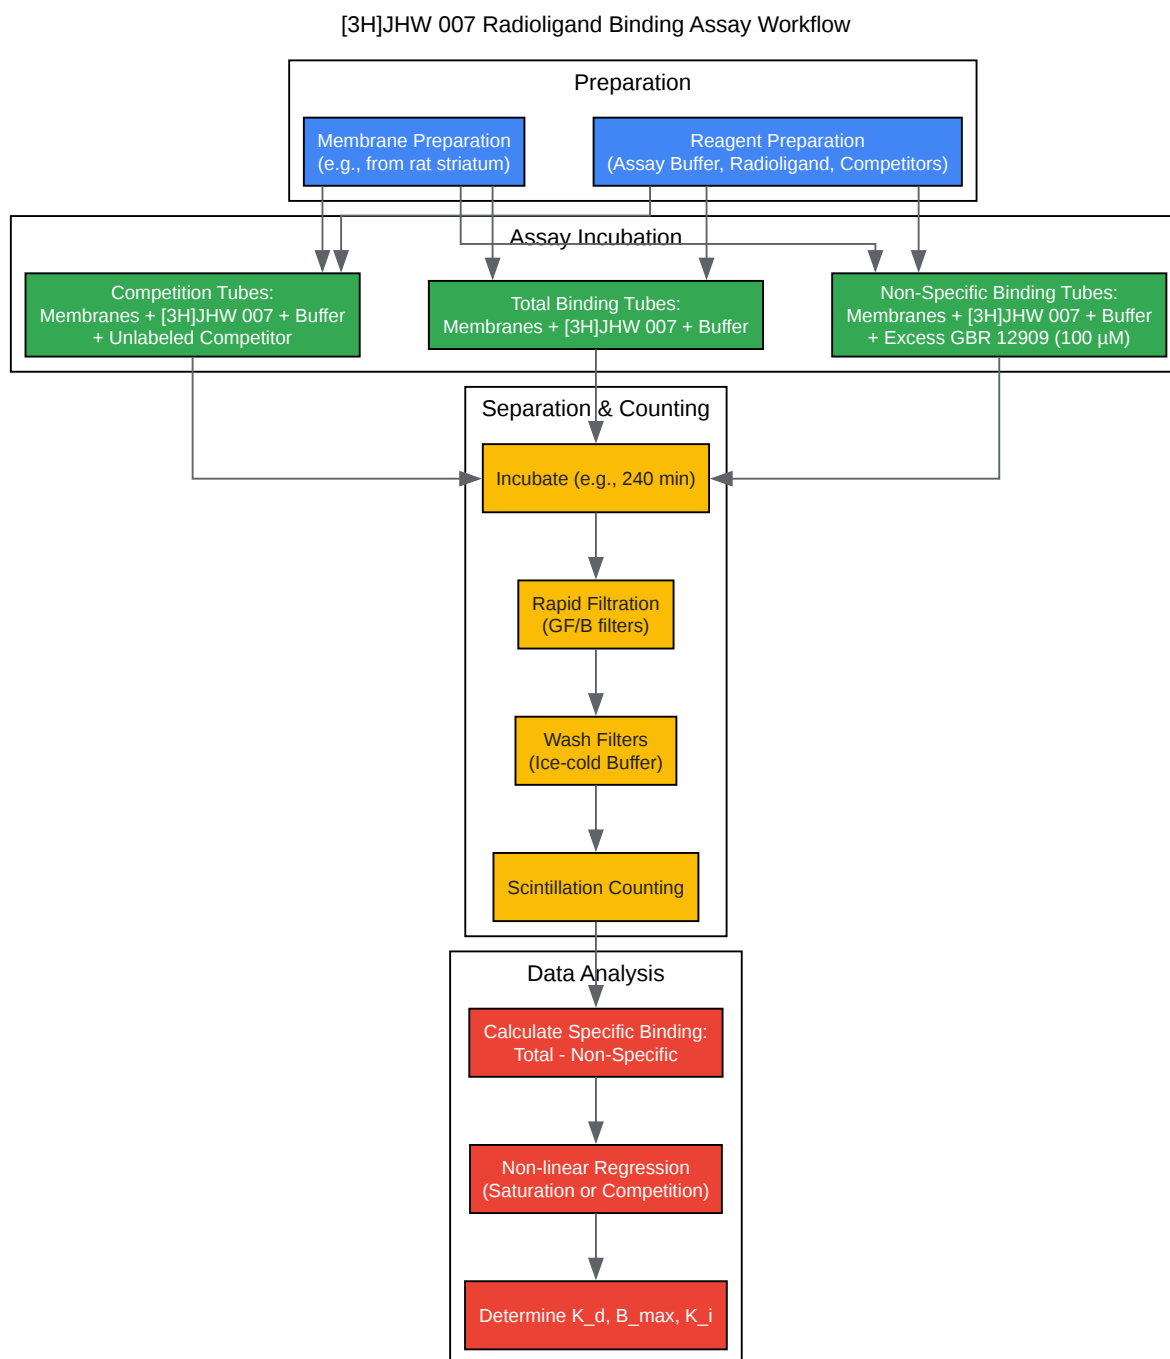 [3H]JHW 007 Radioligand Binding Assay Workflow
Preparation
Membrane Preparation
(e.g., from rat striatum)
Reagent Preparation
(Assay Buffer, Radioligand, Competitors)
Assay Incubation
Competition Tubes:
Membranes + [3H]JHW 007 + Buffer
+ Unlabeled Competitor
Total Binding Tubes:
Membranes + [3H]JHW 007 + Buffer
Non-Specific Binding Tubes:
Membranes + [3H]JHW 007 + Buffer
+ Excess GBR 12909 (100 µM)
Separation & Counting
Incubate (e.g., 240 min)
Rapid Filtration
(GF/B filters)
Wash Filters
(Ice-cold Buffer)
Scintillation Counting
Data Analysis
Calculate Specific Binding:
Total - Non-Specific
Non-linear Regression
(Saturation or Competition)
Determine K_d, B_max, K_i